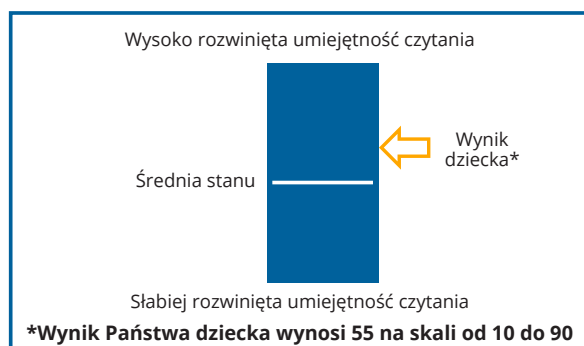 Wysoko rozwinięta umiejętność czytania
Wynik
dziecka*
Średnia stanu
Słabiej rozwinięta umiejętność czytania
*Wynik Państwa dziecka wynosi 55 na skali od 10 do 90